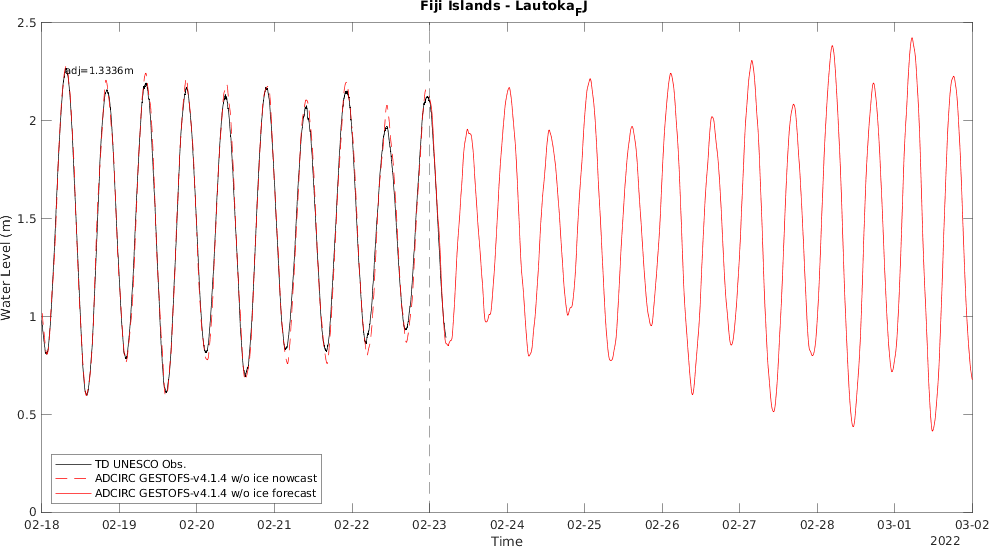 Fiji Islands - Lautoka_FJ
adj=1.3336m
2.5
2
1.5
1
0.5
0
Water Level (m)
TD UNESCO Obs.
ADCIRC GESTOFS-v4.1.4 w/o ice nowcast
ADCIRC GESTOFS-v4.1.4 w/o ice forecast
02-18 02-19 02-20 02-21 02-22 02-23 02-24 02-25 02-26 02-27 02-28 03-01 03-02
Time
2022